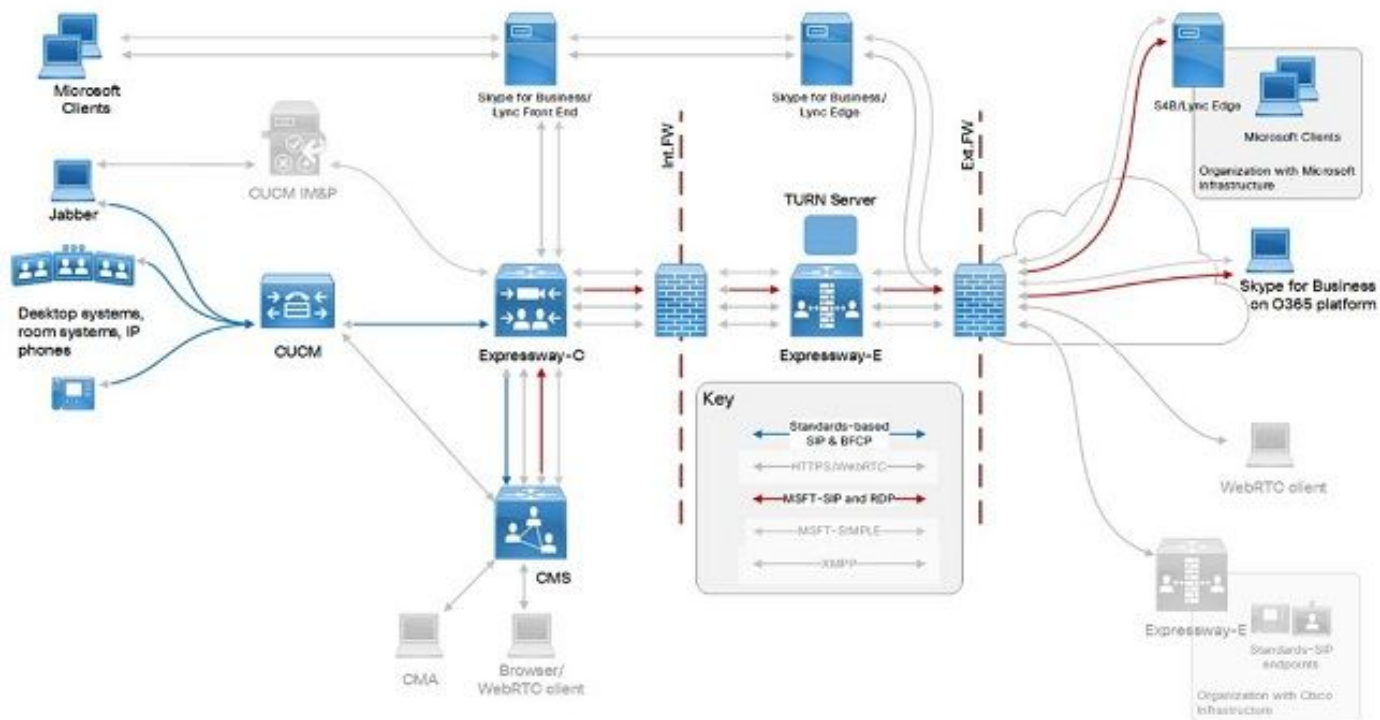 Microsoft
Clients
Skype for Business/
Lync Front End
Skype for Business/
Lync Edge
S4B/Lync Edge
Microsoft Clients
Organization with Microsoft
Infrastructure
CUCM IM&P
Int.FW
Ext.FW
Jabber
TURN Server
Desktop systems,
room systems, IP
phones
CUCM
Expressway-C
Expressway-E
Skype for Business
on O365 platform
Key
Standards-based
SIP & BFCP
HTTPS/WebRTC
MSFT-SIP and RDP
MSFT-SIMPLE
XMPP
WebRTC client
CMS
CMA
Browser/
WebRTC client
Expressway-E
Standards-SIP
endpoints
Organization with Cisco
Infrastructure